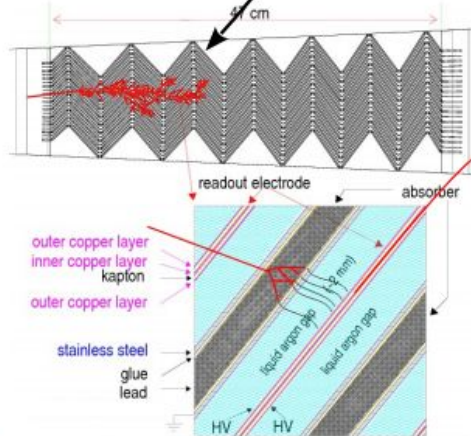 47 cm
readout electrode
absorber
outer copper layer
inner copper layer
kapton
outer copper layer
stainless steel
glue
lead
(~2 mm)
liquid argon gap
liquid argon gap
HV
HV